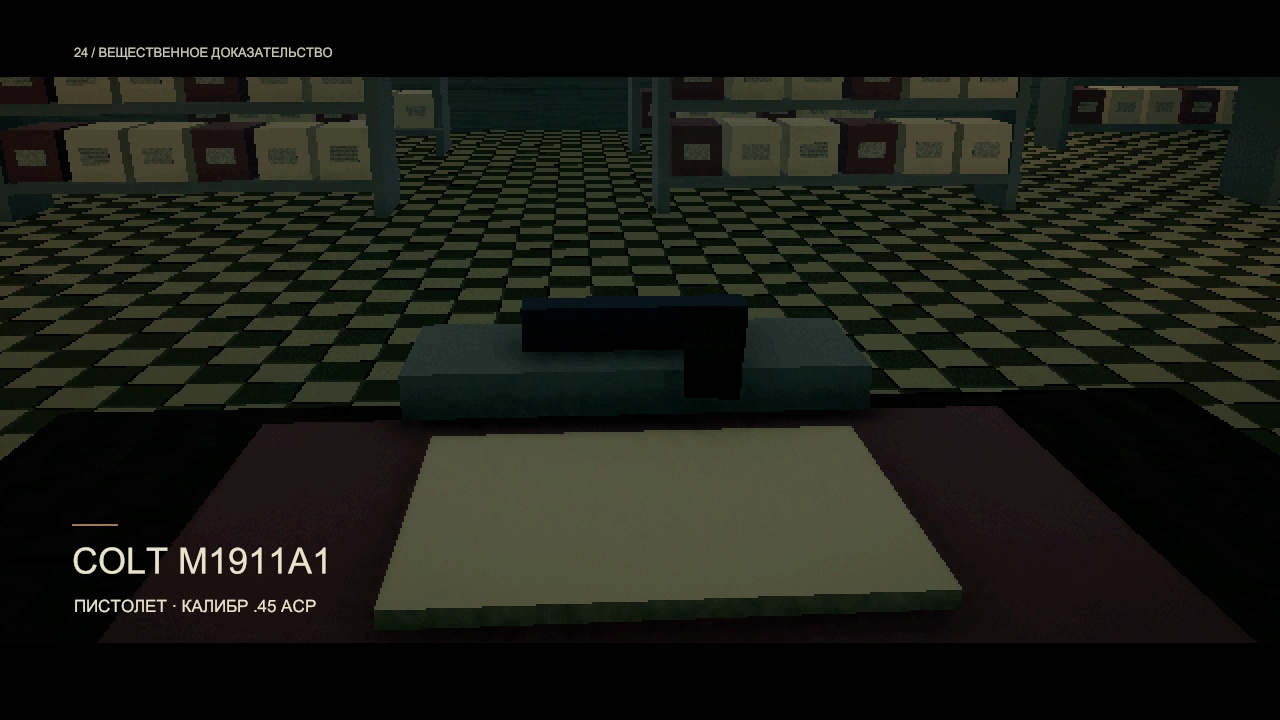 24 / ВЕЩЕСТВЕННОЕ ДОКАЗАТЕЛЬСТВО
COLT M1911A1
ПИСТОЛЕТ · КАЛИБР .45 ACP